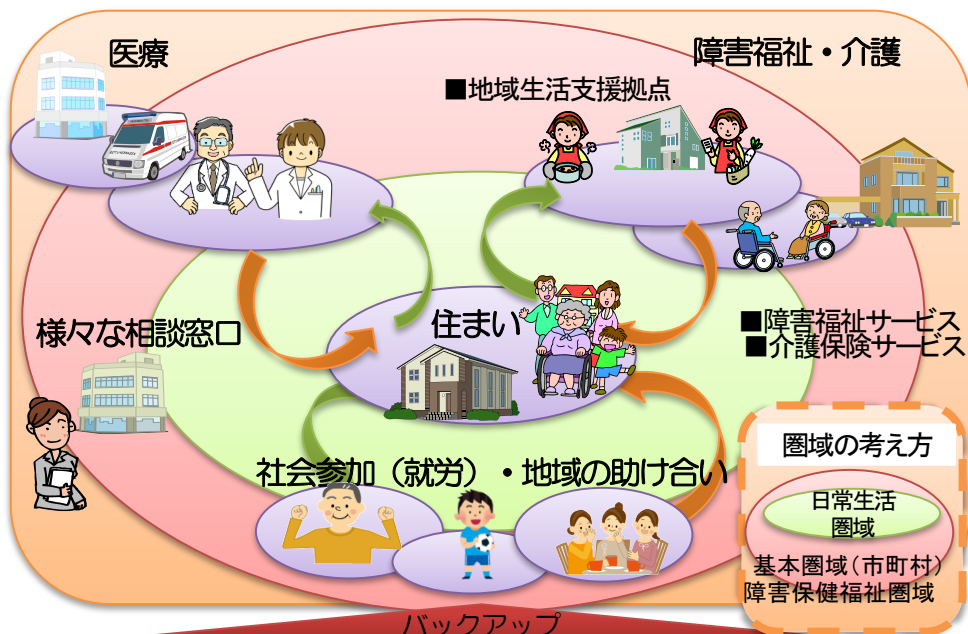 医療
障害福祉・介護
■地域生活支援拠点
住まい
様々な相談窓口
■障害福祉サービス
■介護保険サービス
社会参加（就労）・地域の助け合い
圏域の考え方
日常生活
圏域
基本圏域（市町村）
障害保健福祉圏域
バックアップ